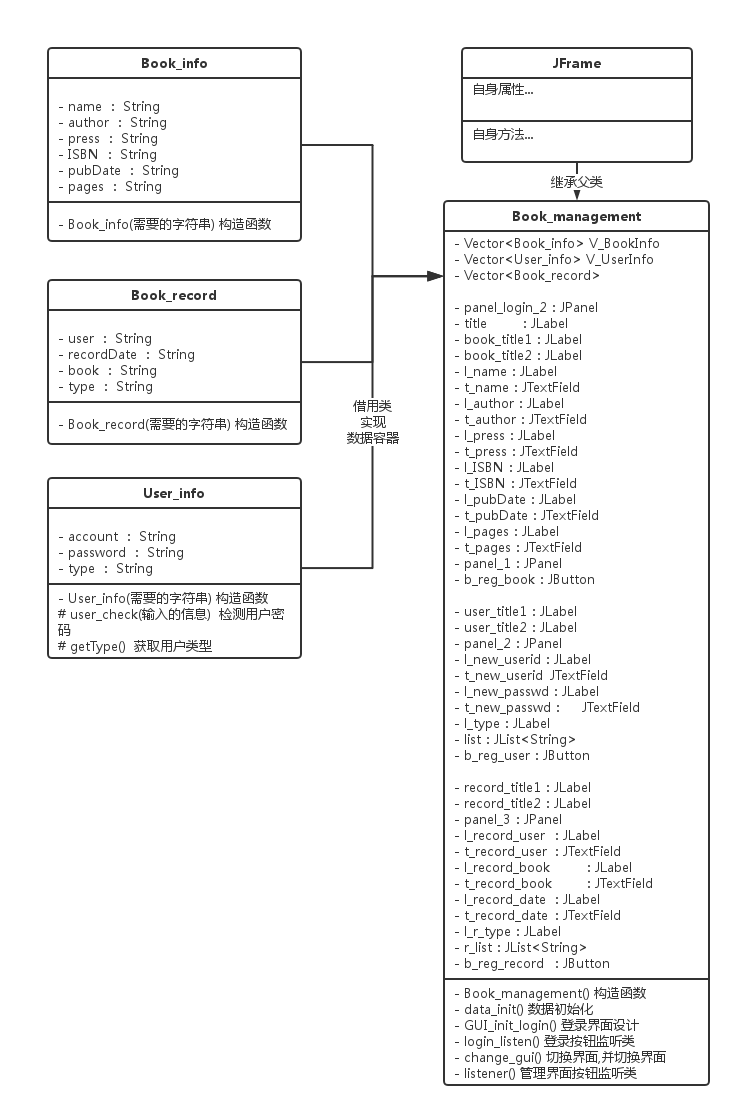 Book_info
- name : String
- author : String
- press : String
- ISBN : String
- pubDate : String
- pages : String
- Book_info(需要的字符串) 构造函数
Book_record
- user : String
- recordDate : String
- book : String
- type : String
- Book_record(需要的字符串) 构造函数
User_info
- account : String
- password : String
- type : String
- User_info(需要的字符串) 构造函数
# user_check(输入的信息) 检测用户密
码
# getType() 获取用户类型
借用类
实现
数据容器
JFrame
自身属性...
自身方法...
继承父类
Book_management
- Vector<Book_info> V_BookInfo
- Vector<User_info> V_UserInfo
- Vector<Book_record>
- panel_login_2 : JPanel
- title : JLabel
- book_title1 : JLabel
- book_title2 : JLabel
- l_name : JLabel
- t_name : JTextField
- l_author : JLabel
- t_author : JTextField
- l_press : JLabel
- t_press : JTextField
- l_ISBN : JLabel
- t_ISBN : JTextField
- l_pubDate : JLabel
- t_pubDate : JTextField
- l_pages : JLabel
- t_pages : JTextField
- panel_1 : JPanel
- b_reg_book : JButton
- user_title1 : JLabel
- user_title2 : JLabel
- panel_2 : JPanel
- l_new_userid : JLabel
- t_new_userid JTextField
- l_new_passwd : JLabel
- t_new_passwd : JTextField
- l_type : JLabel
- list : JList<String>
- b_reg_user : JButton
- record_title1 : JLabel
- record_title2 : JLabel
- panel_3 : JPanel
- l_record_user : JLabel
- t_record_user : JTextField
- l_record_book : JLabel
- t_record_book : JTextField
- l_record_date : JLabel
- t_record_date : JTextField
- l_r_type : JLabel
- r_list : JList<String>
- b_reg_record : JButton
- Book_management() 构造函数
- data_init() 数据初始化
- GUI_init_login() 登录界面设计
- login_listen() 登录按钮监听类
- change_gui() 切换界面,并切换界面
- listener() 管理界面按钮监听类